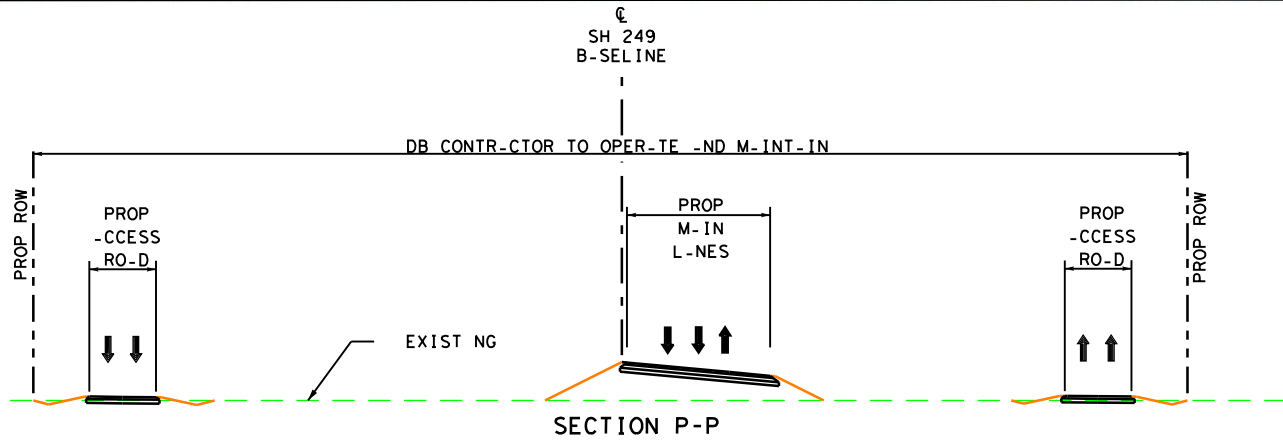 ℄
SH 249
B-SELINE
DB CONTR-CTOR TO OPER-TE -ND M-INT-IN
PROP ROW
PROP
-CCESS
RO-D
PROP
M-IN
L-NES
PROP
-CCESS
RO-D
PROP ROW
EXIST NG
SECTION P-P